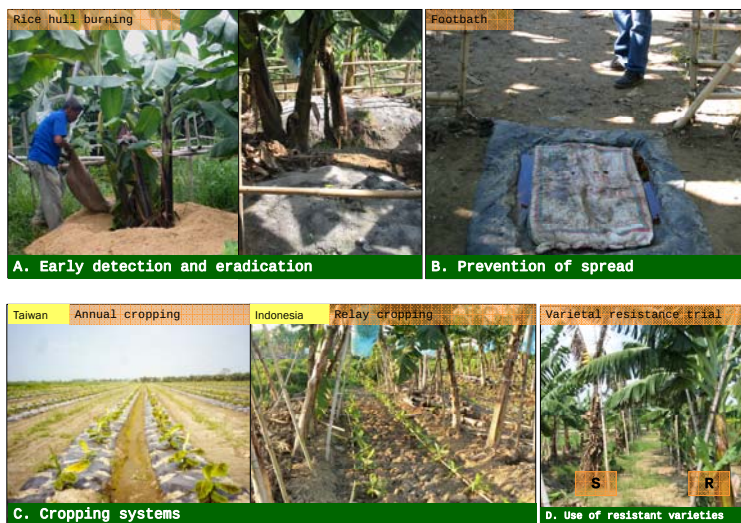 Rice hull burning
Footbath
A. Early detection and eradication
B. Prevention of spread
Taiwan
Annual cropping
Indonesia
Relay cropping
Varietal resistance trial
S
R
C. Cropping systems
D. Use of resistant varieties